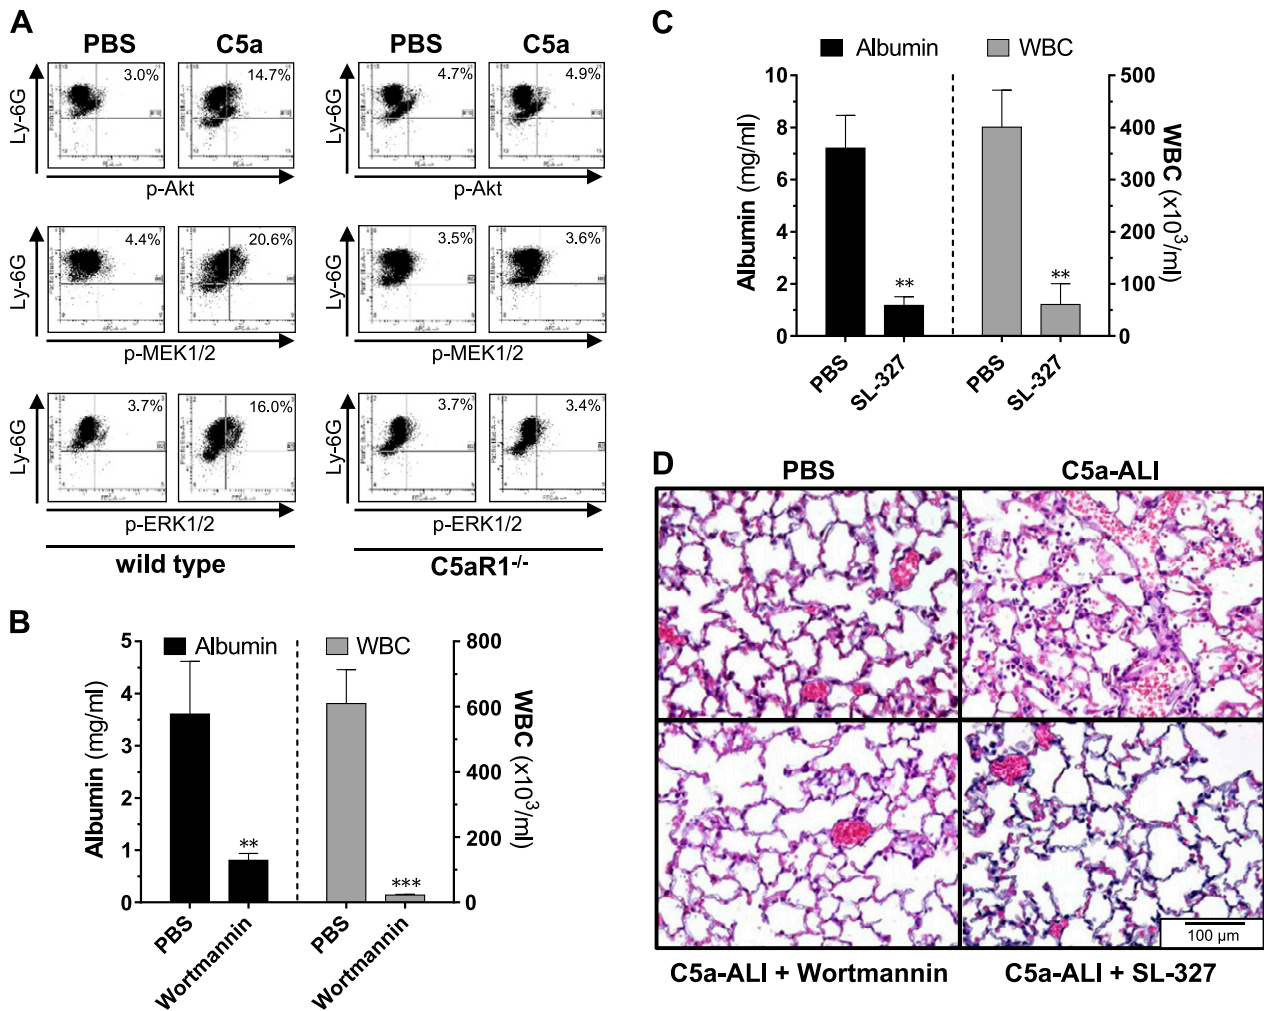 A
PBS
C5a
PBS
C5a
Ly-6G
3.0%
14.7%
4.7%
4.9%
p-Akt
p-Akt
Ly-6G
4.4%
20.6%
Ly-6G
3.5%
3.6%
p-MEK1/2
p-MEK1/2
Ly-6G
3.7%
16.0%
Ly-6G
3.7%
3.4%
p-ERK1/2
p-ERK1/2
wild type
C5aR1-/-
Ly-6G
B
Albumin
WBC
Albumin (mg/ml)
5
4
3
2
1
0
**
***
800
600
400
200
0
WBC (x10³/ml)
PBS
Wortmannin
PBS
Wortmannin
C
Albumin
WBC
Albumin (mg/ml)
10
8
6
4
2
0
**
**
500
400
300
200
100
0
WBC (x10³/ml)
PBS
SL-327
PBS
SL-327
D
PBS
C5a-ALI
100 µm
C5a-ALI + Wortmannin
C5a-ALI + SL-327